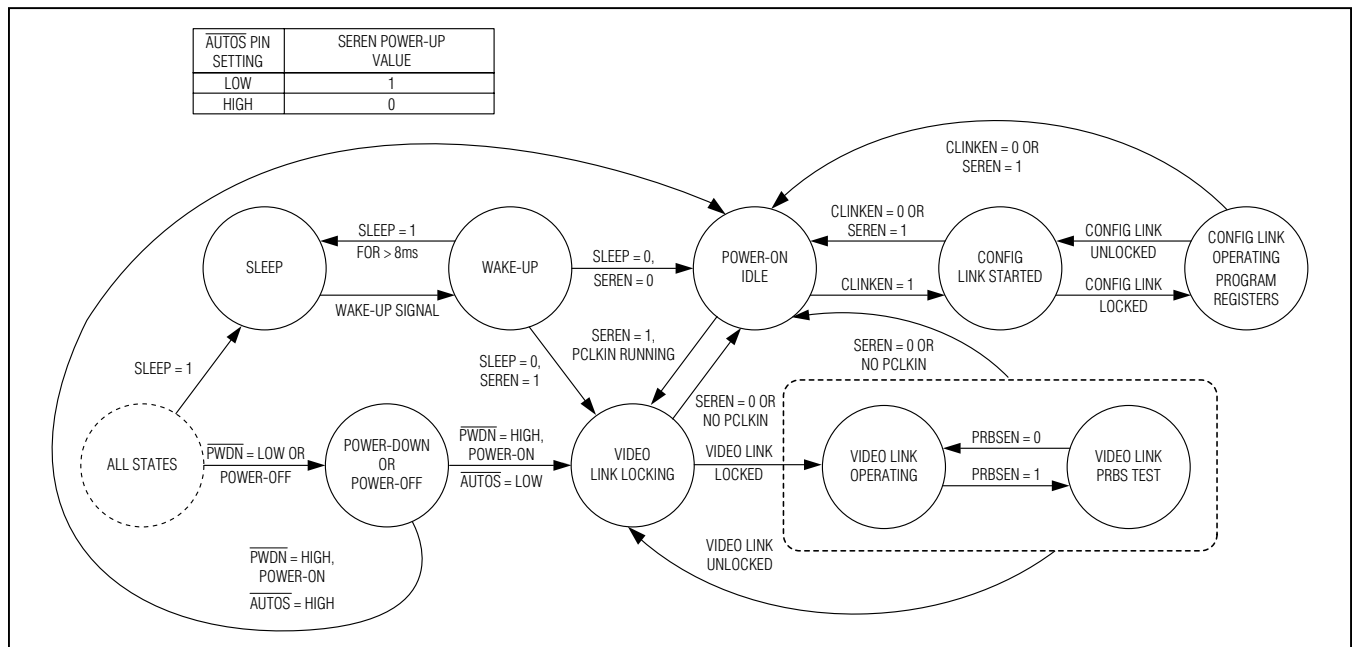 AUTOS PIN SETTING
SEREN POWER-UP VALUE
LOW
1
HIGH
0
CLINKEN = 0 OR
SEREN = 1
SLEEP = 1
FOR > 8ms
CLINKEN = 0 OR
SEREN = 1
CONFIG LINK
UNLOCKED
SLEEP
WAKE-UP
SLEEP = 0,
SEREN = 0
POWER-ON
IDLE
CONFIG
LINK STARTED
CONFIG LINK
OPERATING
PROGRAM
REGISTERS
WAKE-UP SIGNAL
CLINKEN = 1
CONFIG LINK
LOCKED
SLEEP = 1
SLEEP = 0,
SEREN = 1
SEREN = 1,
PCLKIN RUNNING
SEREN = 0 OR
NO PCLKIN
SEREN = 0 OR
NO PCLKIN
ALL STATES
PWDN = LOW OR
POWER-OFF
POWER-DOWN
OR
POWER-OFF
PWDN = HIGH,
POWER-ON
AUTOS = LOW
VIDEO
LINK LOCKING
VIDEO LINK
LOCKED
VIDEO LINK
OPERATING
PRBSEN = 0
PRBSEN = 1
VIDEO LINK
PRBS TEST
VIDEO LINK
UNLOCKED
PWDN = HIGH,
POWER-ON
AUTOS = HIGH